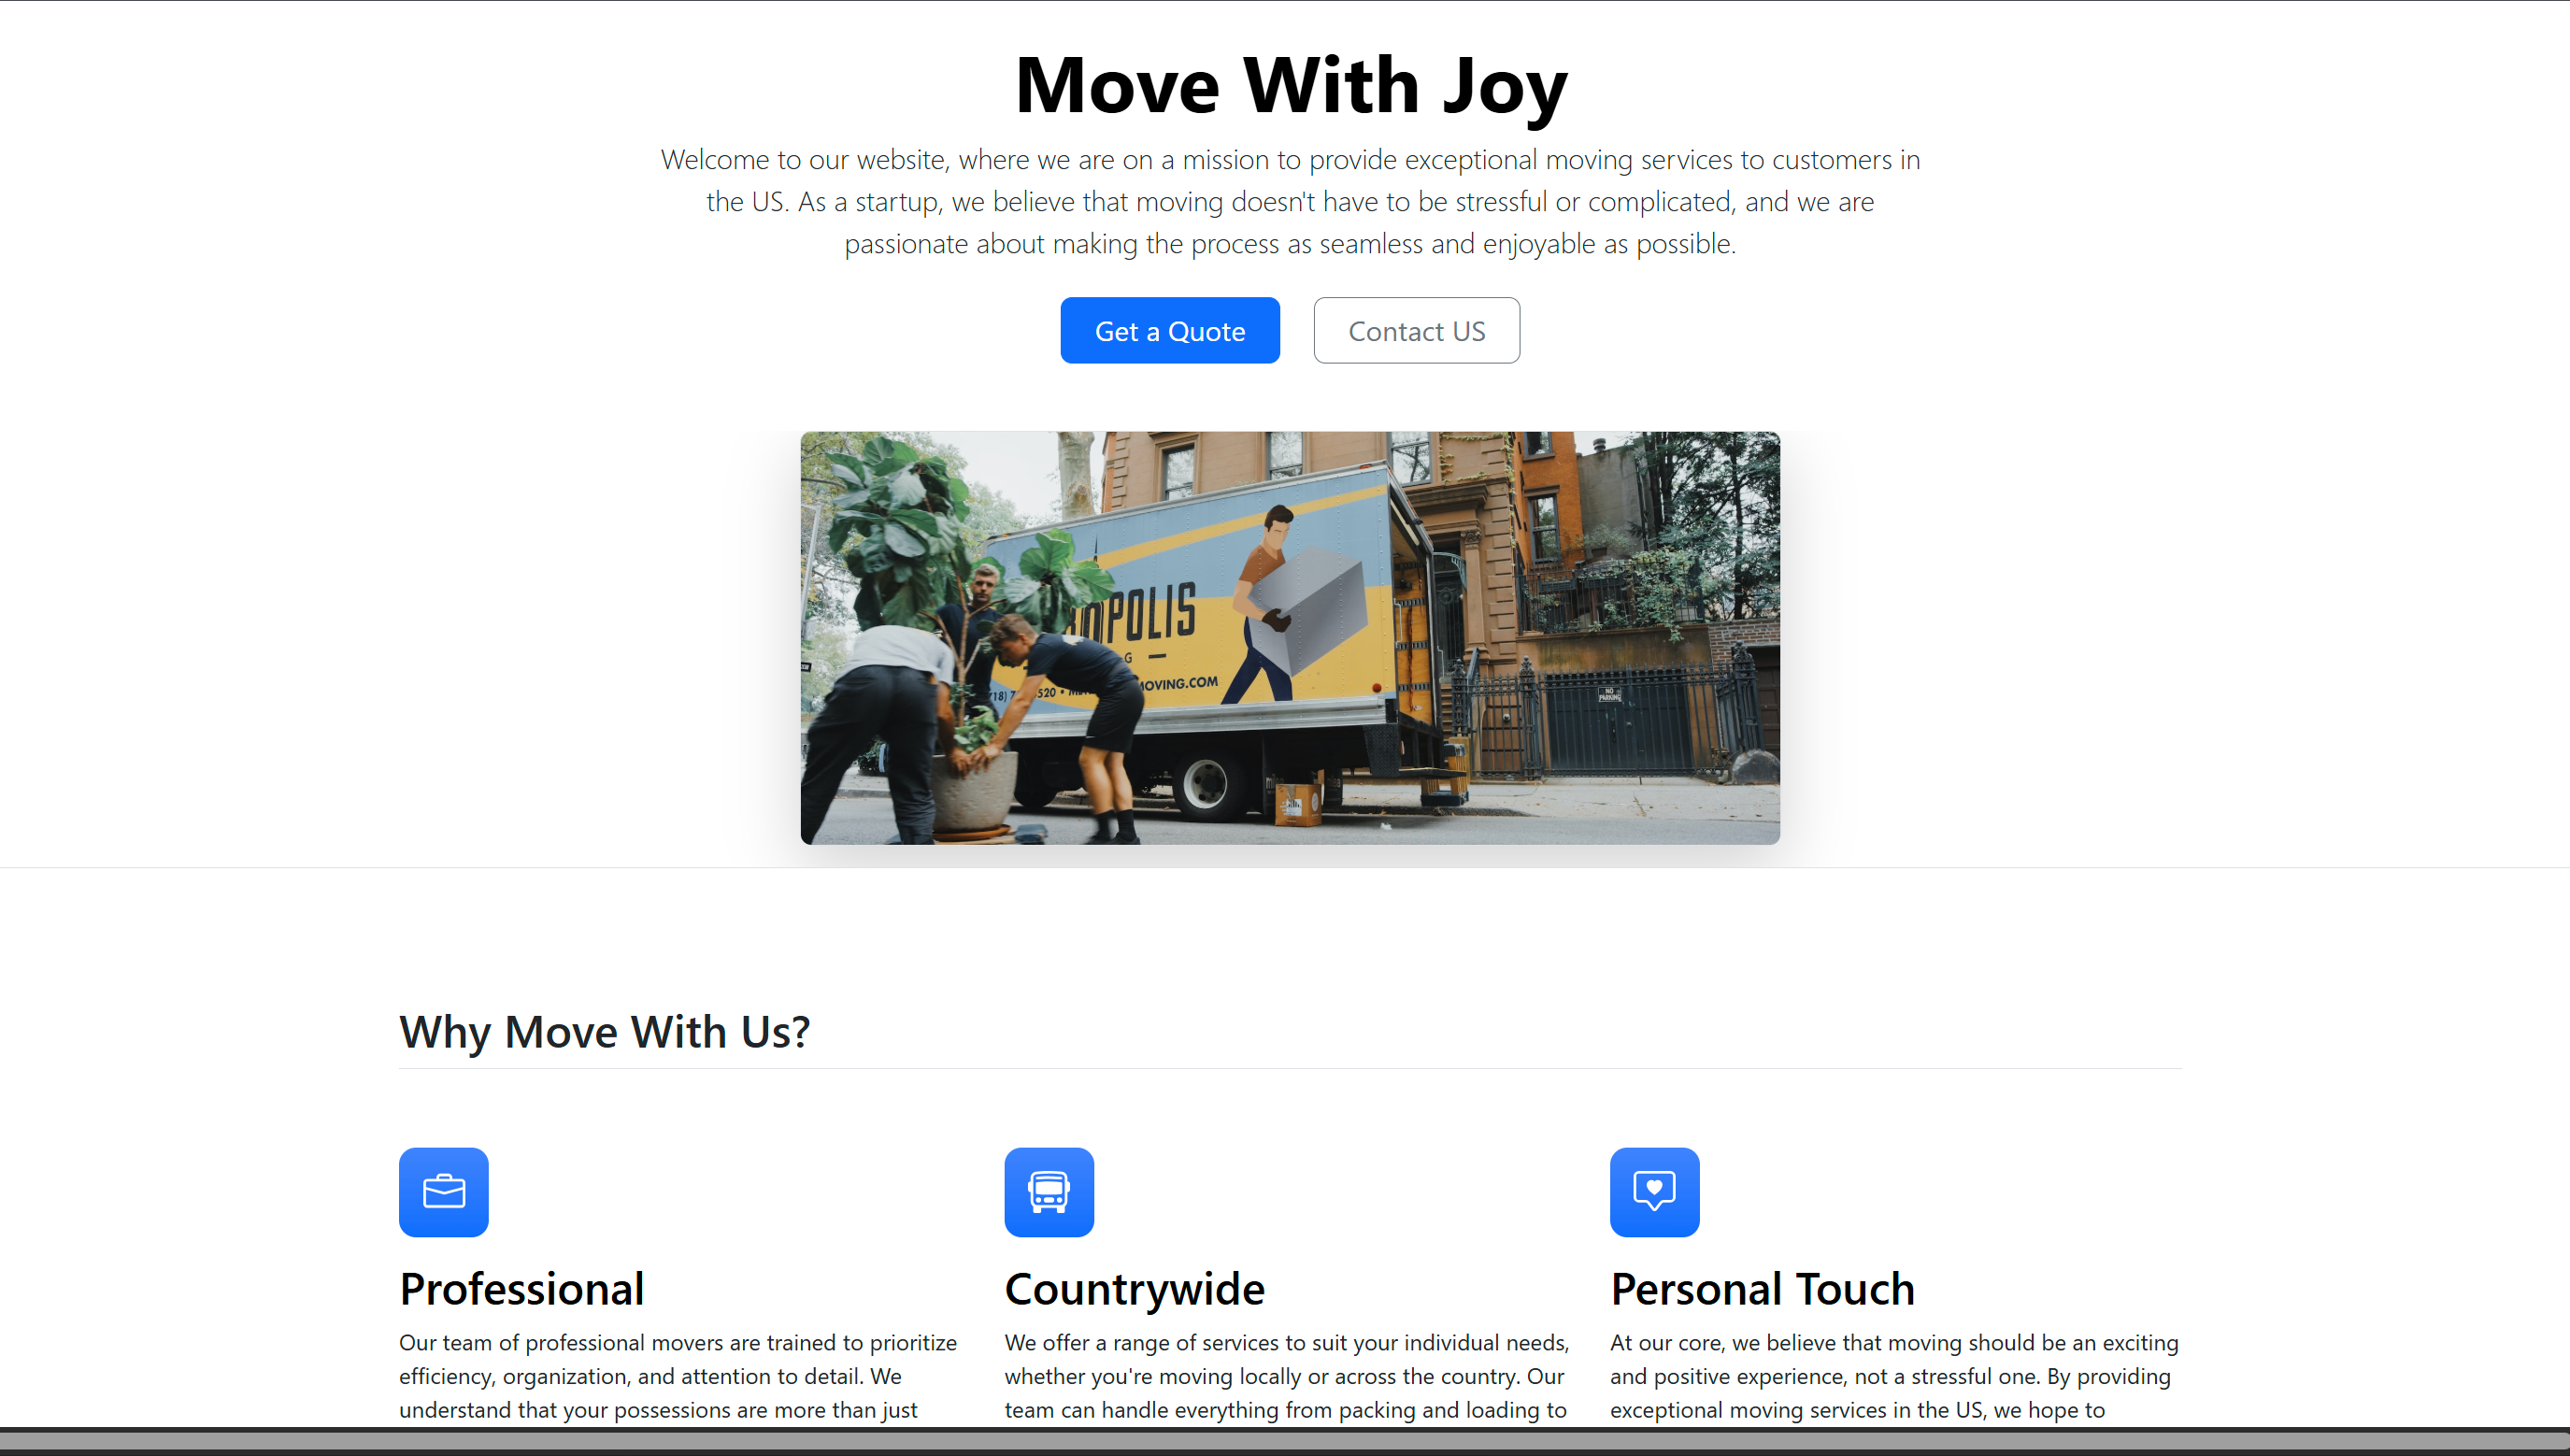 Move With Joy
Welcome to our website, where we are on a mission to provide exceptional moving services to customers in
the US. As a startup, we believe that moving doesn't have to be stressful or complicated, and we are
passionate about making the process as seamless and enjoyable as possible.
Get a Quote
Contact US
MOVING.COM
NO
PARKING
Why Move With Us?
Professional
Our team of professional movers are trained to prioritize
efficiency, organization, and attention to detail. We
understand that your possessions are more than just
Countrywide
We offer a range of services to suit your individual needs,
whether you're moving locally or across the country. Our
team can handle everything from packing and loading to
Personal Touch
At our core, we believe that moving should be an exciting
and positive experience, not a stressful one. By providing
exceptional moving services in the US, we hope to